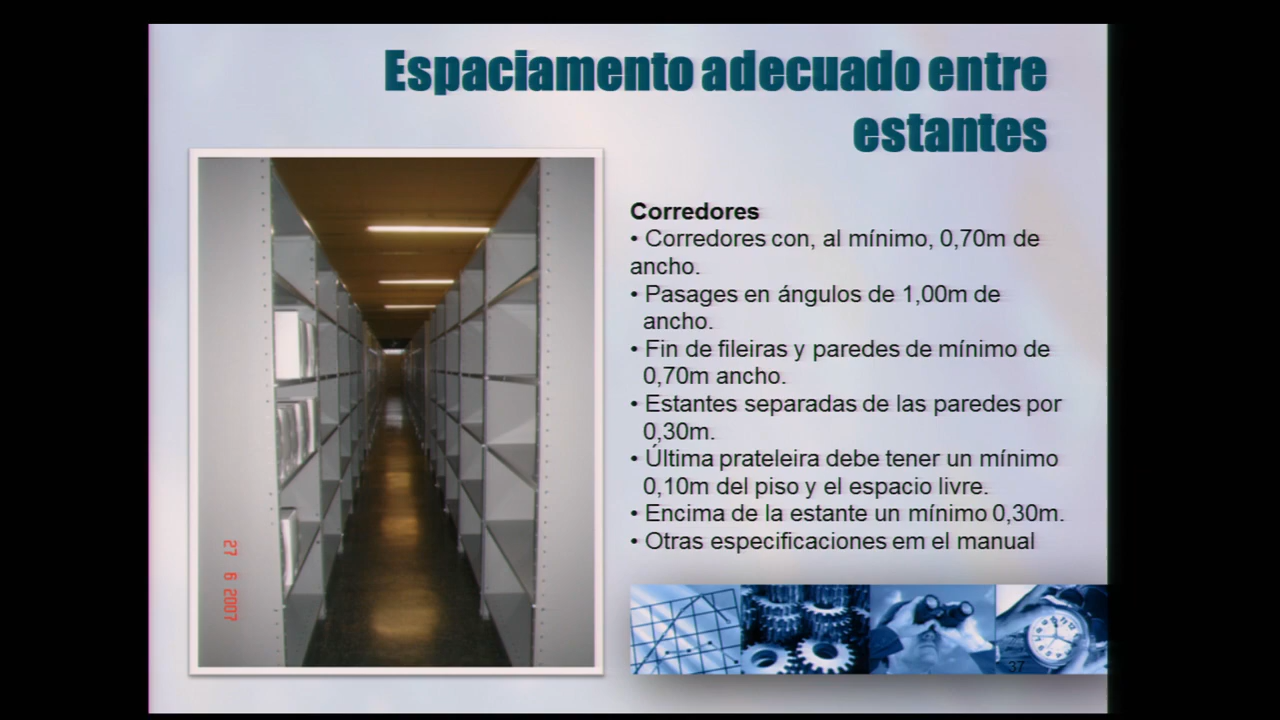 Espaciamento adecuado entre
estantes
Corredores
• Corredores con, al mínimo, 0,70m de
ancho.
• Pasages en ángulos de 1,00m de
ancho.
• Fin de fileiras y paredes de mínimo de
0,70m ancho.
• Estantes separadas de las paredes por
0,30m.
• Última prateleira debe tener un mínimo
0,10m del piso y el espacio livre.
• Encima de la estante un mínimo 0,30m.
• Otras especificaciones em el manual
27 6 2007
37